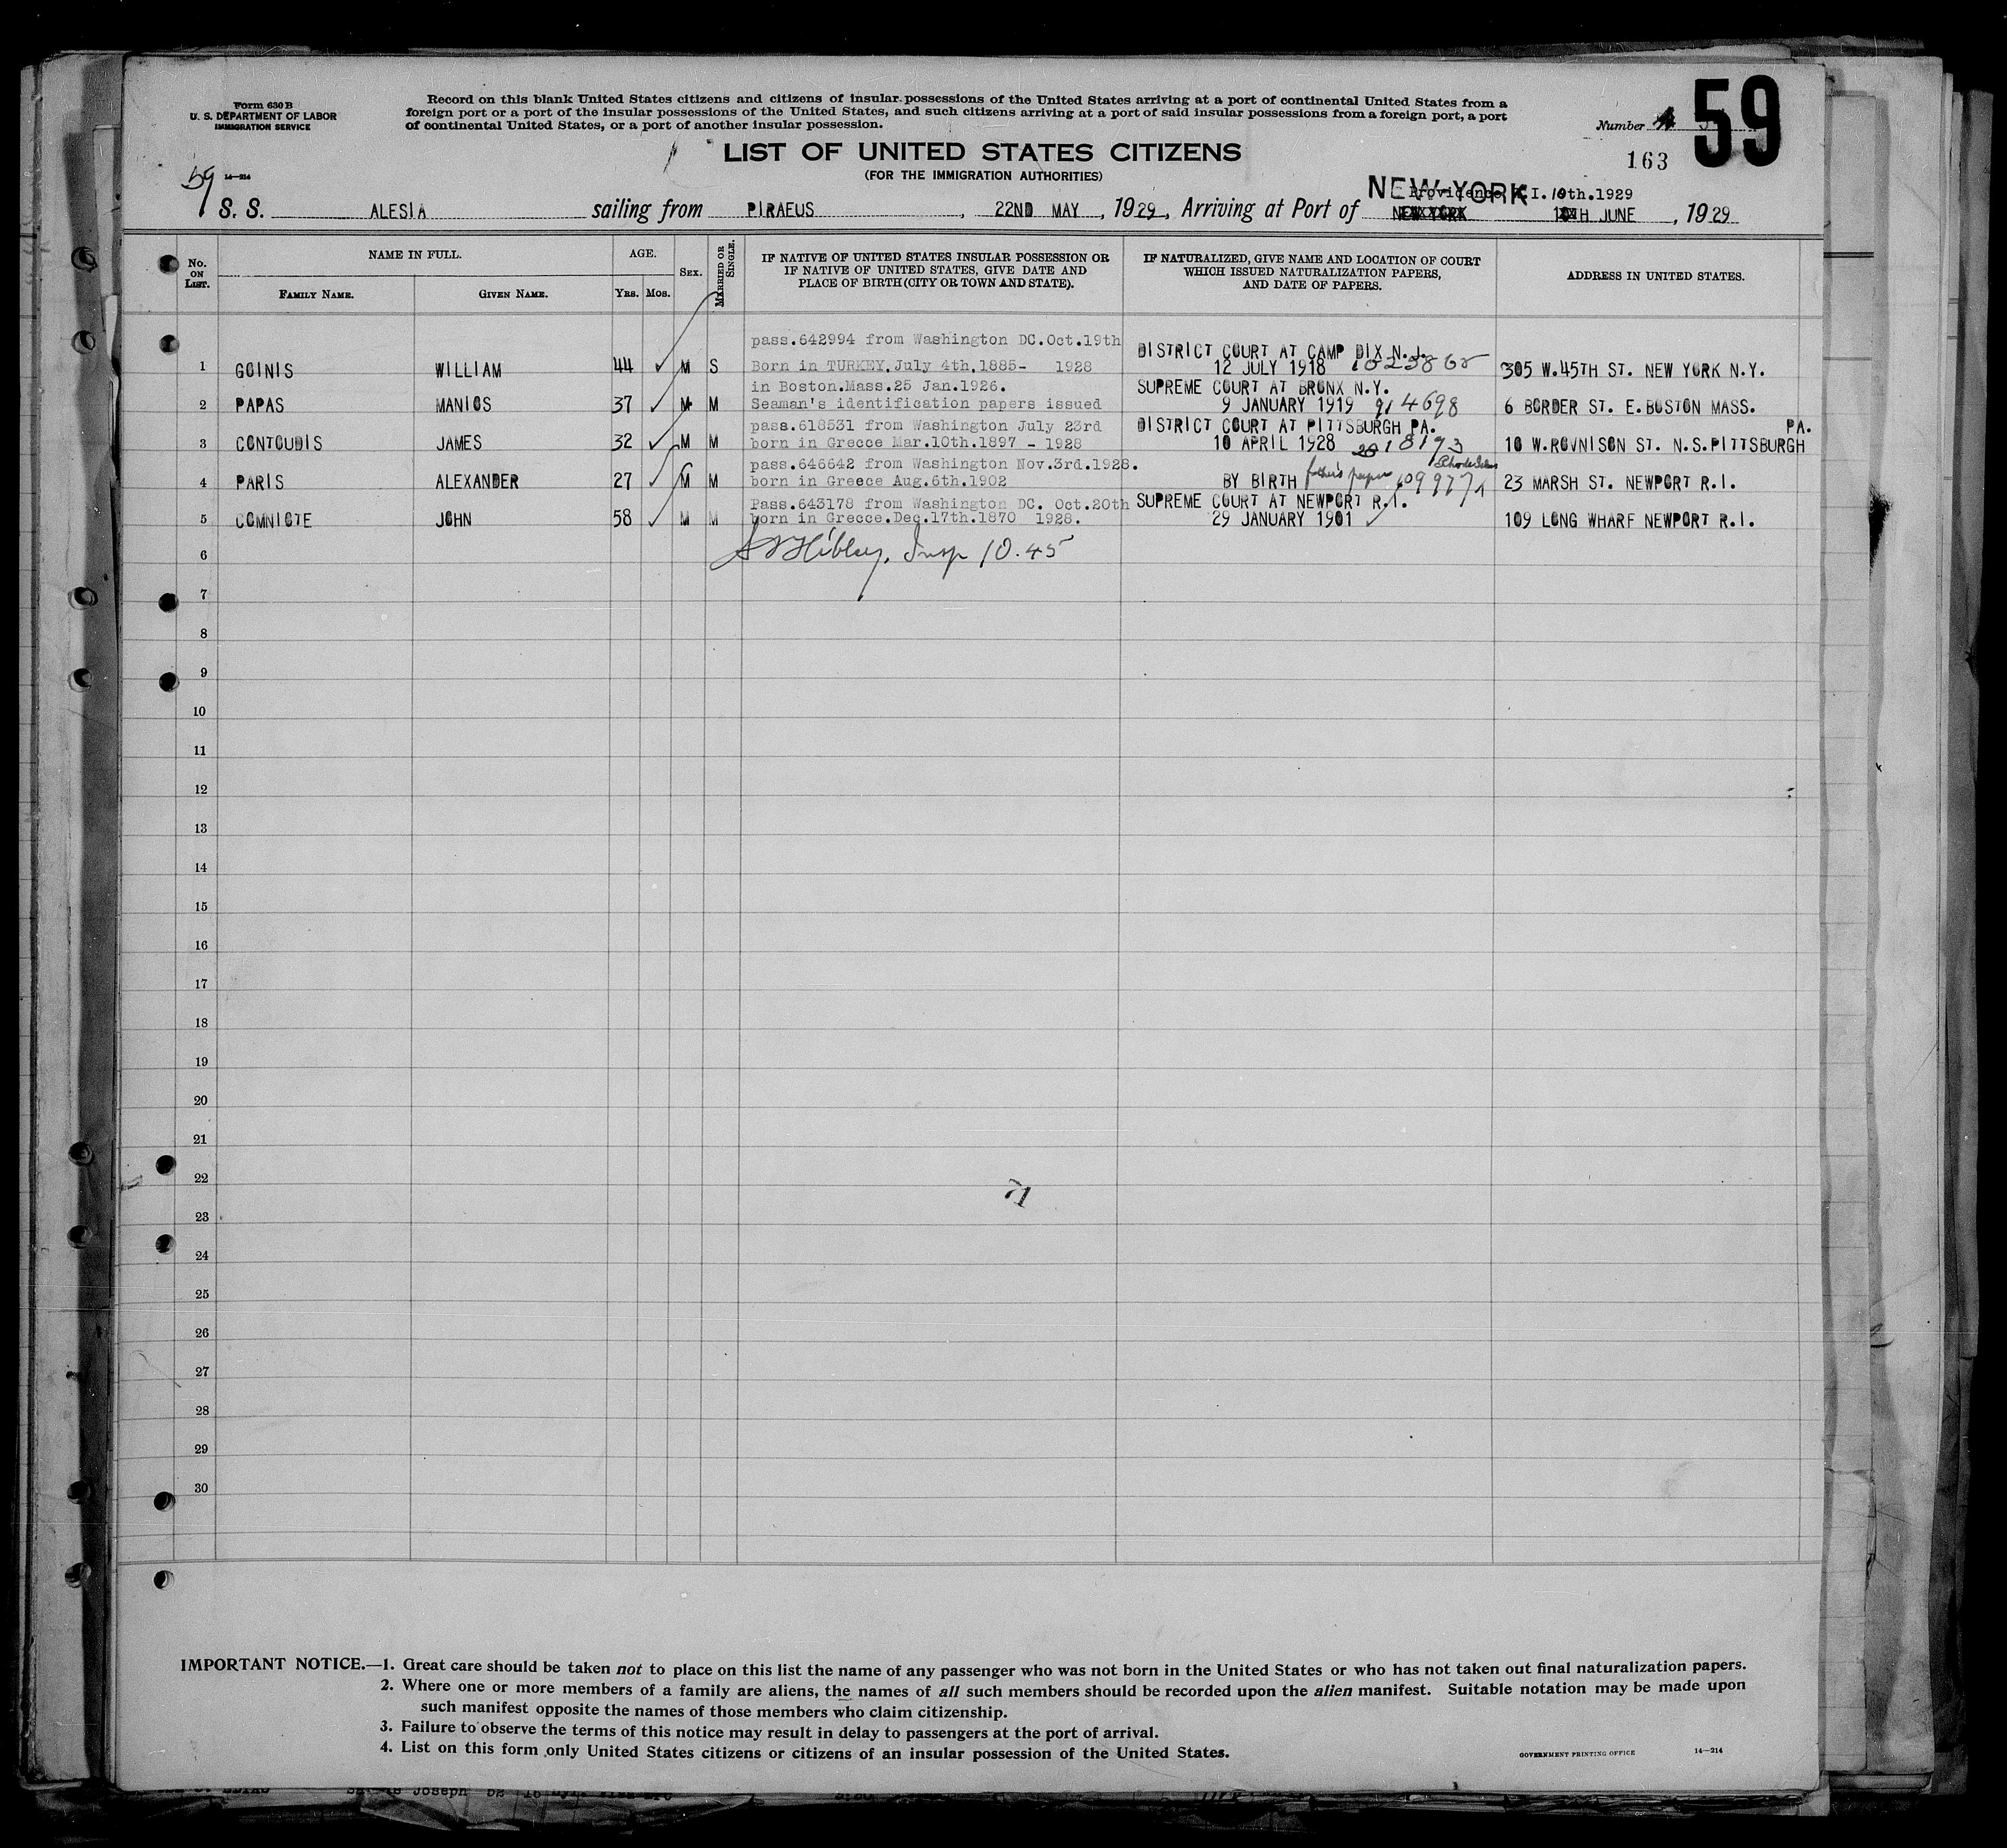 Form 630 B
U. S. DEPARTMENT OF LABOR
IMMIGRATION SERVICE
Record on this blank United States citizens and citizens of insular possessions of the United States arriving at a port of continental United States from a
foreign port or a port of the insular possessions of the United States, and such citizens arriving at a port of said insular possessions from a foreign port, a port
of continental United States, or a port of another insular possession.
Number
59
163
LIST OF UNITED STATES CITIZENS
(FOR THE IMMIGRATION AUTHORITIES)
59 14—214
NEW YORK
Providence R.I. 10th.1929
S. S. ALESIA sailing from PIRAEUS, 22ND MAY, 1929, Arriving at Port of NEW YORK JUNE, 1929
No. ON LIST.
NAME IN FULL.
FAMILY NAME.
GIVEN NAME.
AGE.
YRS.
MOS.
SEX.
MARRIED OR SINGLE.
IF NATIVE OF UNITED STATES INSULAR POSSESSION OR
IF NATIVE OF UNITED STATES, GIVE DATE AND
PLACE OF BIRTH (CITY OR TOWN AND STATE).
IF NATURALIZED, GIVE NAME AND LOCATION OF COURT
WHICH ISSUED NATURALIZATION PAPERS,
AND DATE OF PAPERS.
ADDRESS IN UNITED STATES.
pass.642994 from Washington DC.Oct.19th
DISTRICT COURT AT CAMP DIX N.J.
1 GOINIS WILLIAM 44 ✓ M S Born in TURKEY.July 4th.1885- 1928 12 JULY 1918 305 W.45TH ST. NEW YORK N.Y.
in Boston.Mass.25 Jan.1926. SUPREME COURT AT BRONX N.Y.
2 PAPAS MANIOS 37 ✓ M M Seaman's identification papers issued 9 JANUARY 1919 914698 6 BORDER ST. E.BOSTON MASS.
pass.618531 from Washington July 23rd DISTRICT COURT AT PITTSBURGH PA. PA.
3 CONTOUDIS JAMES 32 ✓ M M born in Greece Mar.10th.1897 - 1928 10 APRIL 1928 10 W.ROVNISON ST. N.S.PITTSBURGH
pass.646642 from Washington Nov.3rd.1928.
4 PARIS ALEXANDER 27 ✓ M M born in Greece Aug.6th.1902 BY BIRTH father's paper 23 MARSH ST. NEWPORT R.I.
Pass.643178 from Washington DC. Oct.20th SUPREME COURT AT NEWPORT R.I.
5 COMNIOTE JOHN 58 ✓ M M born in Greece.Dec.17th.1870 1928. 29 JANUARY 1901 ✓ 109 LONG WHARF NEWPORT R.I.
6 Insp 10.45
7
8
9
10
11
12
13
14
15
16
17
18
19
20
21
22
23
24
25
26
27
28
29
30
IMPORTANT NOTICE.—1. Great care should be taken not to place on this list the name of any passenger who was not born in the United States or who has not taken out final naturalization papers.
2. Where one or more members of a family are aliens, the names of all such members should be recorded upon the alien manifest. Suitable notation may be made upon
such manifest opposite the names of those members who claim citizenship.
3. Failure to observe the terms of this notice may result in delay to passengers at the port of arrival.
4. List on this form only United States citizens or citizens of an insular possession of the United States.
GOVERNMENT PRINTING OFFICE 14—214
Joseph 52